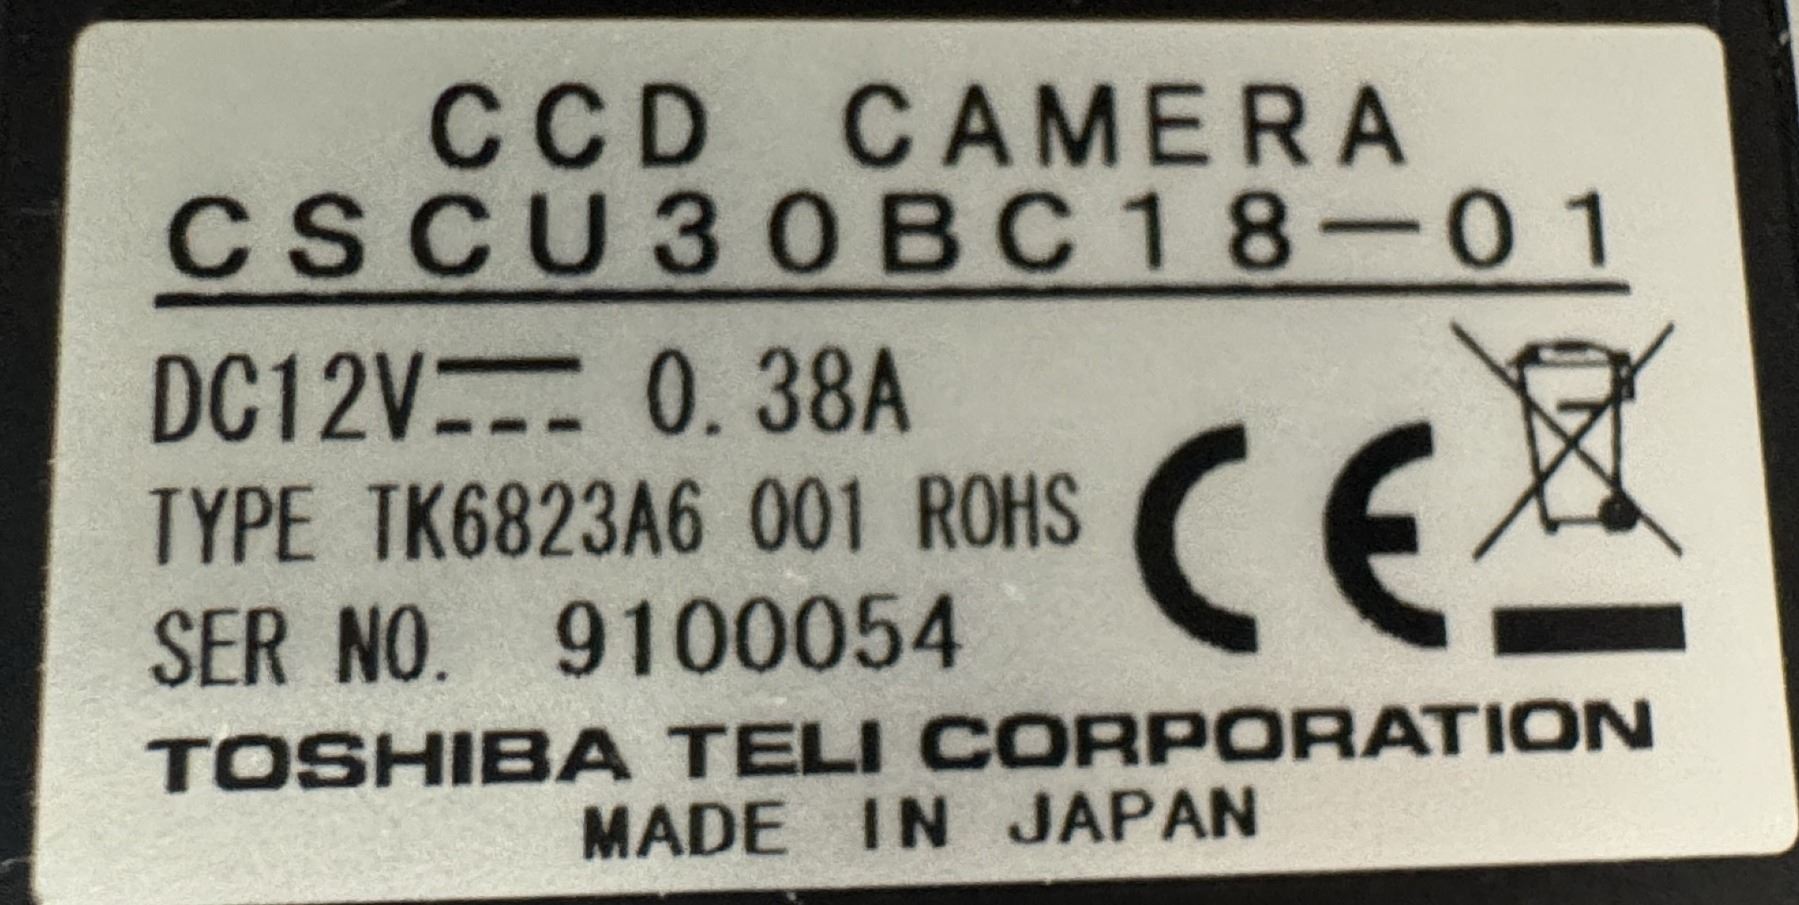 CCD CAMERA
CSCU30BC18-01
DC12V⎓ 0.38A
TYPE TK6823A6 001 ROHS
SER NO. 9100054
CE
TOSHIBA TELI CORPORATION
MADE IN JAPAN